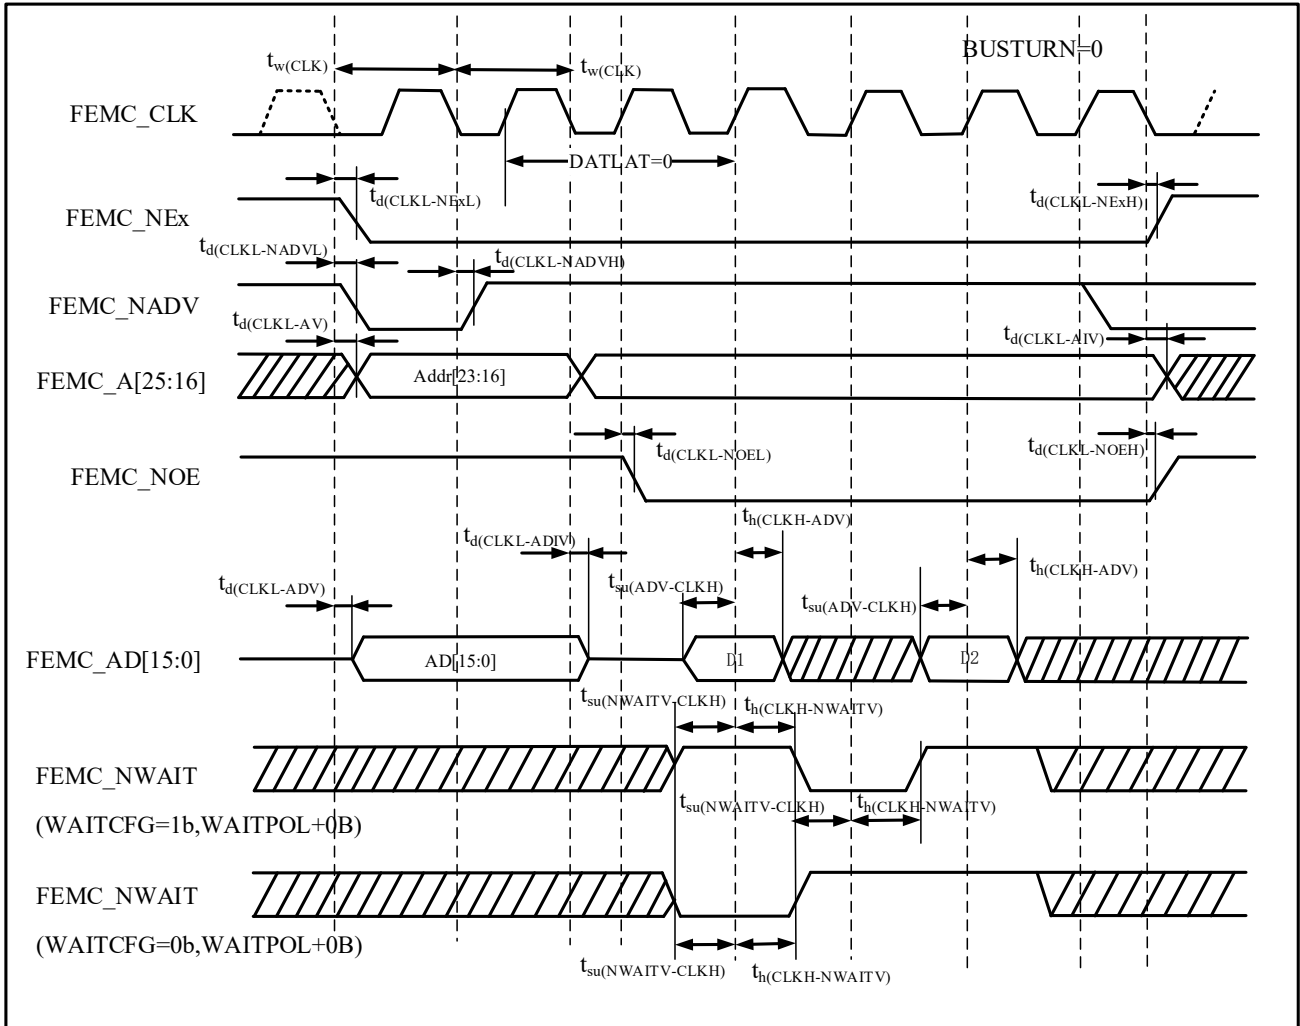 BUSTURN=0
tw(CLK)
tw(CLK)
FEMC_CLK
DATLAT=0
td(CLKL-NExL)
td(CLKL-NExH)
FEMC_NEx
td(CLKL-NADVL)
td(CLKL-NADVH)
FEMC_NADV
td(CLKL-AV)
td(CLKL-AIV)
FEMC_A[25:16]
Addr[23:16]
td(CLKL-NOEL)
td(CLKL-NOEH)
FEMC_NOE
th(CLKH-ADV)
td(CLKL-ADIV)
th(CLKH-ADV)
td(CLKL-ADV)
tsu(ADV-CLKH)
tsu(ADV-CLKH)
FEMC_AD[15:0]
AD[15:0]
D1
D2
tsu(NWAITV-CLKH)
th(CLKH-NWAITV)
FEMC_NWAIT
tsu(NWAITV-CLKH)
th(CLKH-NWAITV)
(WAITCFG=1b,WAITPOL+0B)
FEMC_NWAIT
(WAITCFG=0b,WAITPOL+0B)
tsu(NWAITV-CLKH)
th(CLKH-NWAITV)